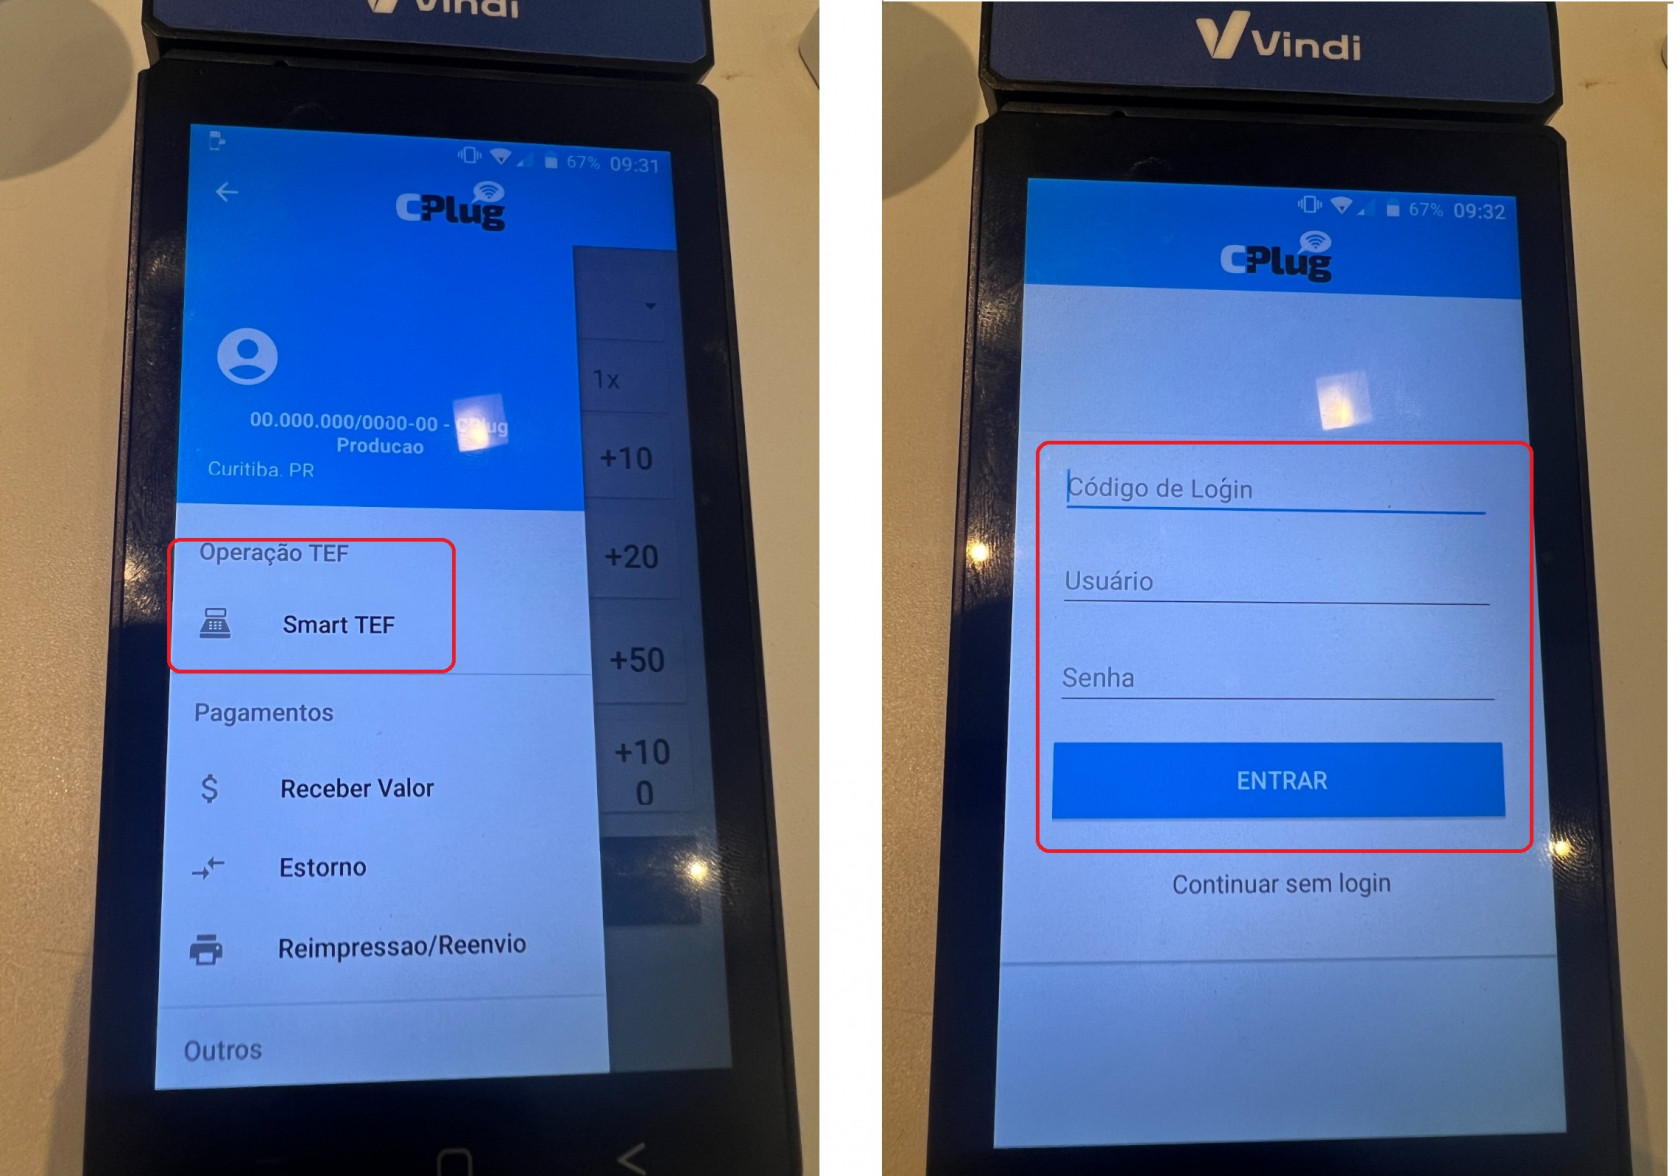 Vindi
67% 09:31
CPlug
00.000.000/0000-00 - CPlug
Producao
Curitiba. PR
1x
+10
+20
+50
+10
0
Operação TEF
Smart TEF
Pagamentos
Receber Valor
Estorno
Reimpressao/Reenvio
Outros
Vindi
67% 09:32
CPlug
Código de Login
Usuário
Senha
ENTRAR
Continuar sem login